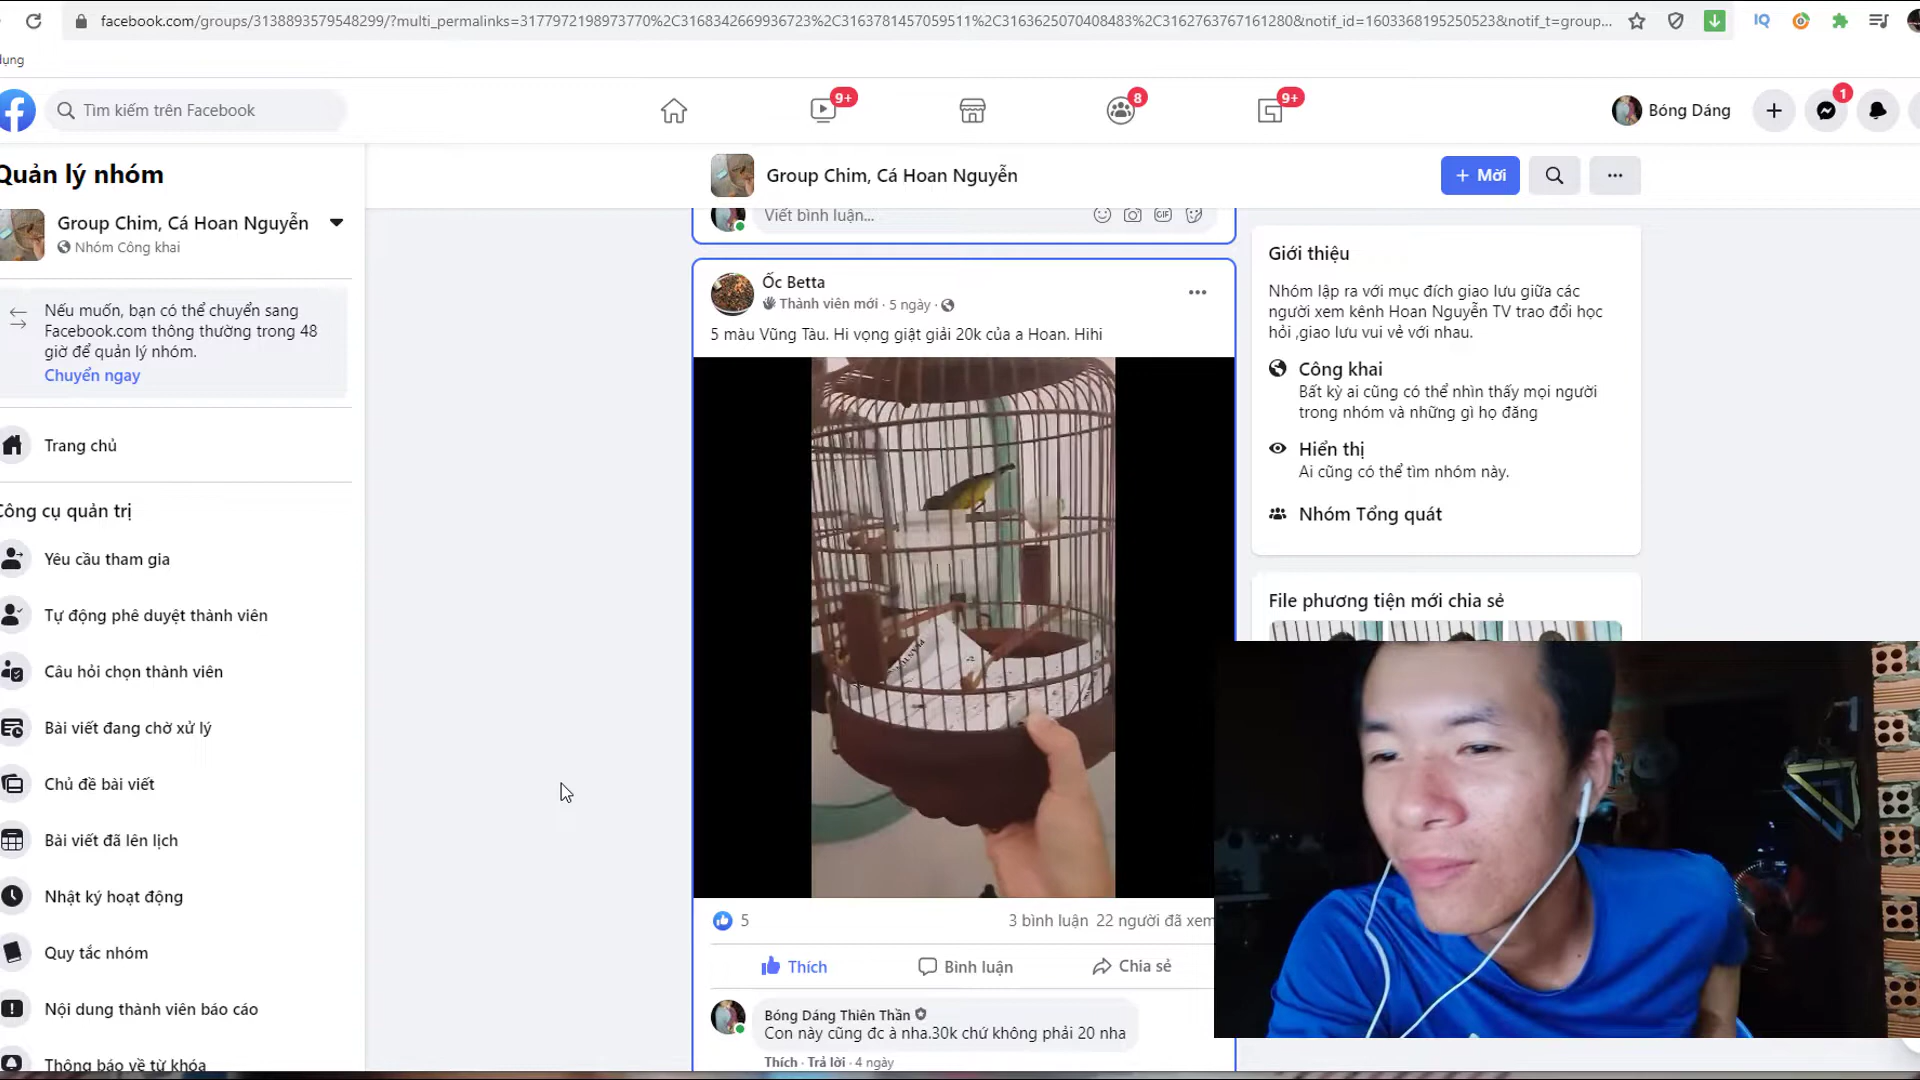 facebook.com/groups/3138893579548299/?multi_permalinks=3177972198973770%2C3168342669936723%2C3163781457059511%2C3163625070408483%2C3162763767161280&notif_id=1603368195250523&notif_t=group...
IQ
dụng
Tìm kiếm trên Facebook
9+
8
9+
Bóng Dáng
1
Quản lý nhóm
Group Chim, Cá Hoan Nguyễn
Nhóm Công khai
Nếu muốn, bạn có thể chuyển sang
Facebook.com thông thường trong 48
giờ để quản lý nhóm.
Chuyển ngay
Trang chủ
Công cụ quản trị
Yêu cầu tham gia
Tự động phê duyệt thành viên
Câu hỏi chọn thành viên
Bài viết đang chờ xử lý
Chủ đề bài viết
Bài viết đã lên lịch
Nhật ký hoạt động
Quy tắc nhóm
Nội dung thành viên báo cáo
Thông báo về từ khóa
Group Chim, Cá Hoan Nguyễn
+ Mời
Viết bình luận...
GIF
Ốc Betta
Thành viên mới · 5 ngày ·
5 màu Vũng Tàu. Hi vọng giật giải 20k của a Hoan. Hihi
5
3 bình luận 22 người đã xem
Thích
Bình luận
Chia sẻ
Bóng Dáng Thiên Thần
Con này cũng đc à nha.30k chứ không phải 20 nha
Thích · Trả lời · 4 ngày
Giới thiệu
Nhóm lập ra với mục đích giao lưu giữa các
người xem kênh Hoan Nguyễn TV trao đổi học
hỏi ,giao lưu vui vẻ với nhau.
Công khai
Bất kỳ ai cũng có thể nhìn thấy mọi người
trong nhóm và những gì họ đăng
Hiển thị
Ai cũng có thể tìm nhóm này.
Nhóm Tổng quát
File phương tiện mới chia sẻ